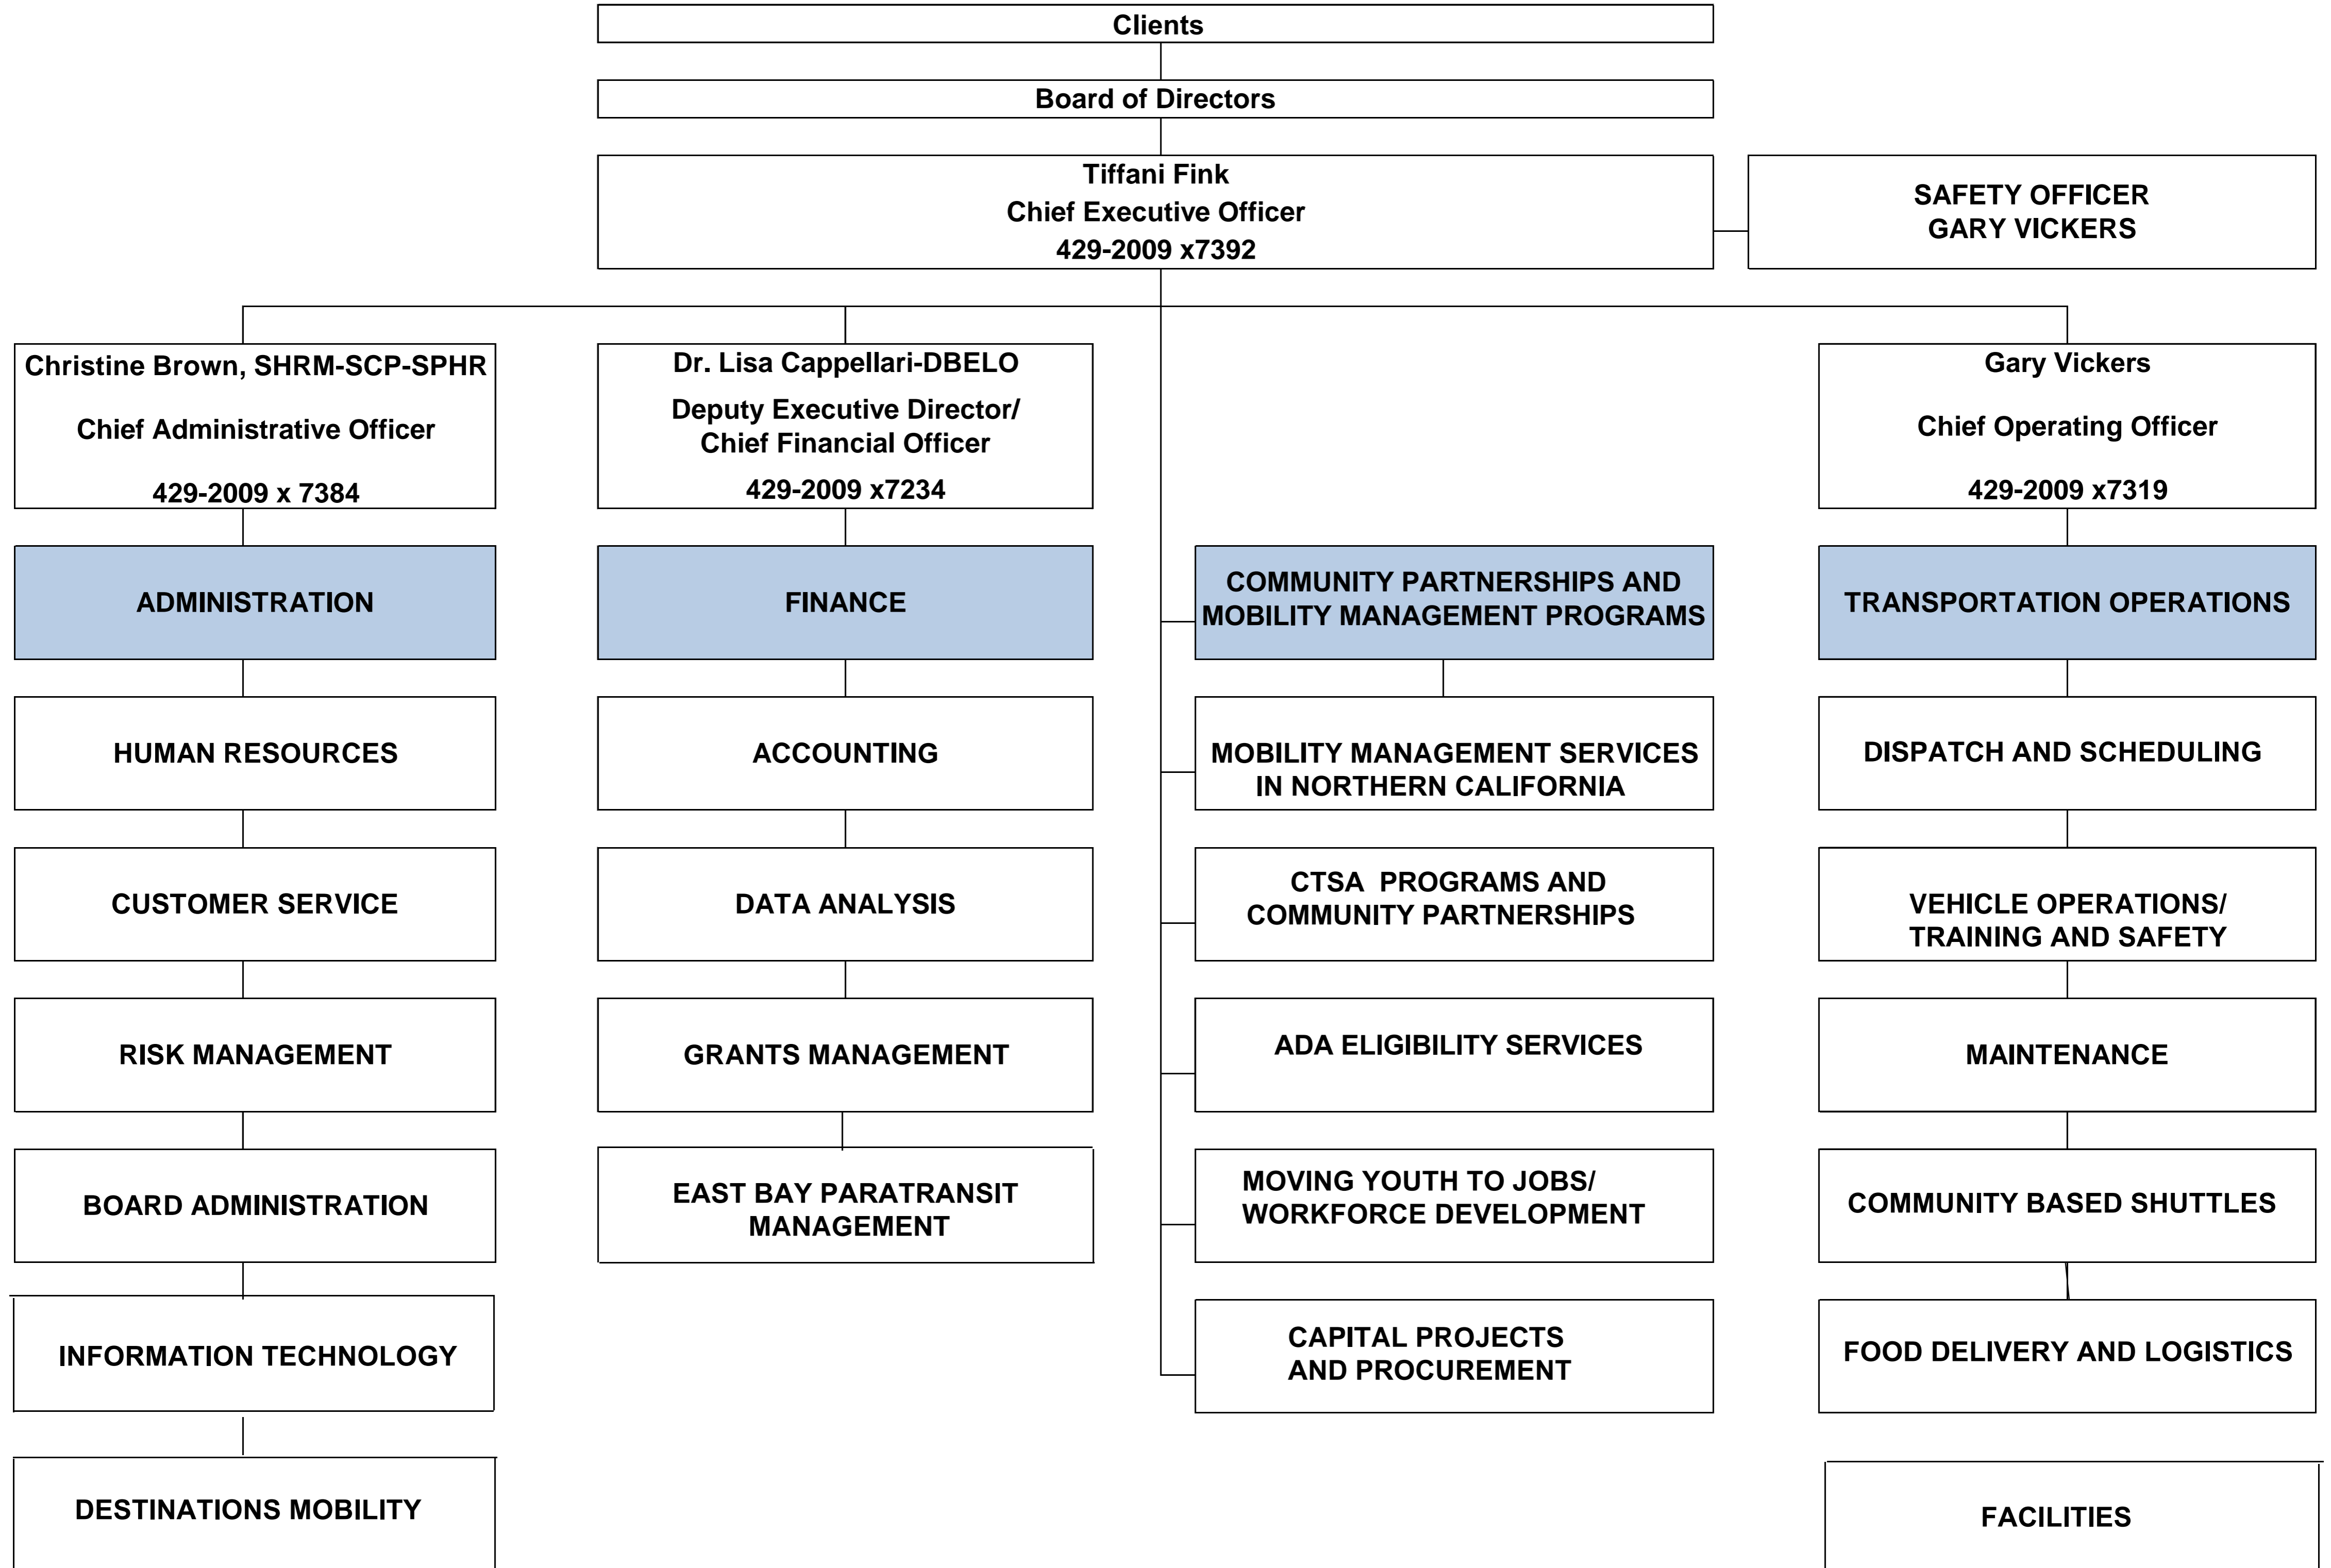 Clients
Board of Directors
Tiffani Fink
Chief Executive Officer
429-2009 x7392
SAFETY OFFICER
GARY VICKERS
Christine Brown, SHRM-SCP-SPHR
Chief Administrative Officer
429-2009 x 7384
Dr. Lisa Cappellari-DBELO
Deputy Executive Director/
Chief Financial Officer
429-2009 x7234
Gary Vickers
Chief Operating Officer
429-2009 x7319
ADMINISTRATION
FINANCE
COMMUNITY PARTNERSHIPS AND
MOBILITY MANAGEMENT PROGRAMS
TRANSPORTATION OPERATIONS
HUMAN RESOURCES
ACCOUNTING
MOBILITY MANAGEMENT SERVICES
IN NORTHERN CALIFORNIA
DISPATCH AND SCHEDULING
CUSTOMER SERVICE
DATA ANALYSIS
CTSA  PROGRAMS AND
COMMUNITY PARTNERSHIPS
VEHICLE OPERATIONS/
TRAINING AND SAFETY
RISK MANAGEMENT
GRANTS MANAGEMENT
ADA ELIGIBILITY SERVICES
MAINTENANCE
BOARD ADMINISTRATION
EAST BAY PARATRANSIT
MANAGEMENT
MOVING YOUTH TO JOBS/
WORKFORCE DEVELOPMENT
COMMUNITY BASED SHUTTLES
INFORMATION TECHNOLOGY
CAPITAL PROJECTS
AND PROCUREMENT
FOOD DELIVERY AND LOGISTICS
DESTINATIONS MOBILITY
FACILITIES